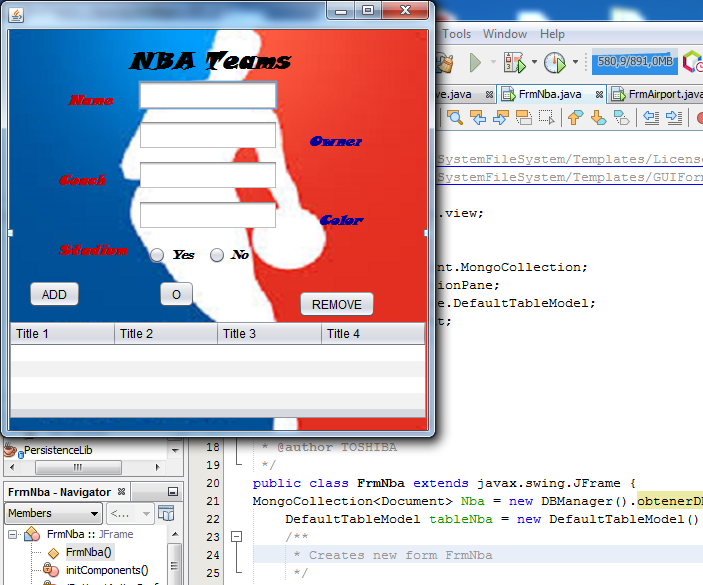 NBA Teams
Name
Owner
Coach
Color
Stadium
Yes No
ADD
O
REMOVE
Title 1 Title 2 Title 3 Title 4
Tools Window Help
580,9/891,0MB
ve.java FrmNba.java FrmAirport.java
SystemFileSystem/Templates/Licens
SystemFileSystem/Templates/GUIForm
.view;
nt.MongoCollection;
ionPane;
e.DefaultTableModel;
t;
PersistenceLib
FrmNba - Navigator
Members <...
FrmNba :: JFrame
FrmNba()
initComponents()
18 * @author TOSHIBA
19 */
20 public class FrmNba extends javax.swing.JFrame {
21 MongoCollection<Document> Nba = new DBManager().obtenerDB
22 DefaultTableModel tableNba = new DefaultTableModel()
23 /**
24 * Creates new form FrmNba
25 */